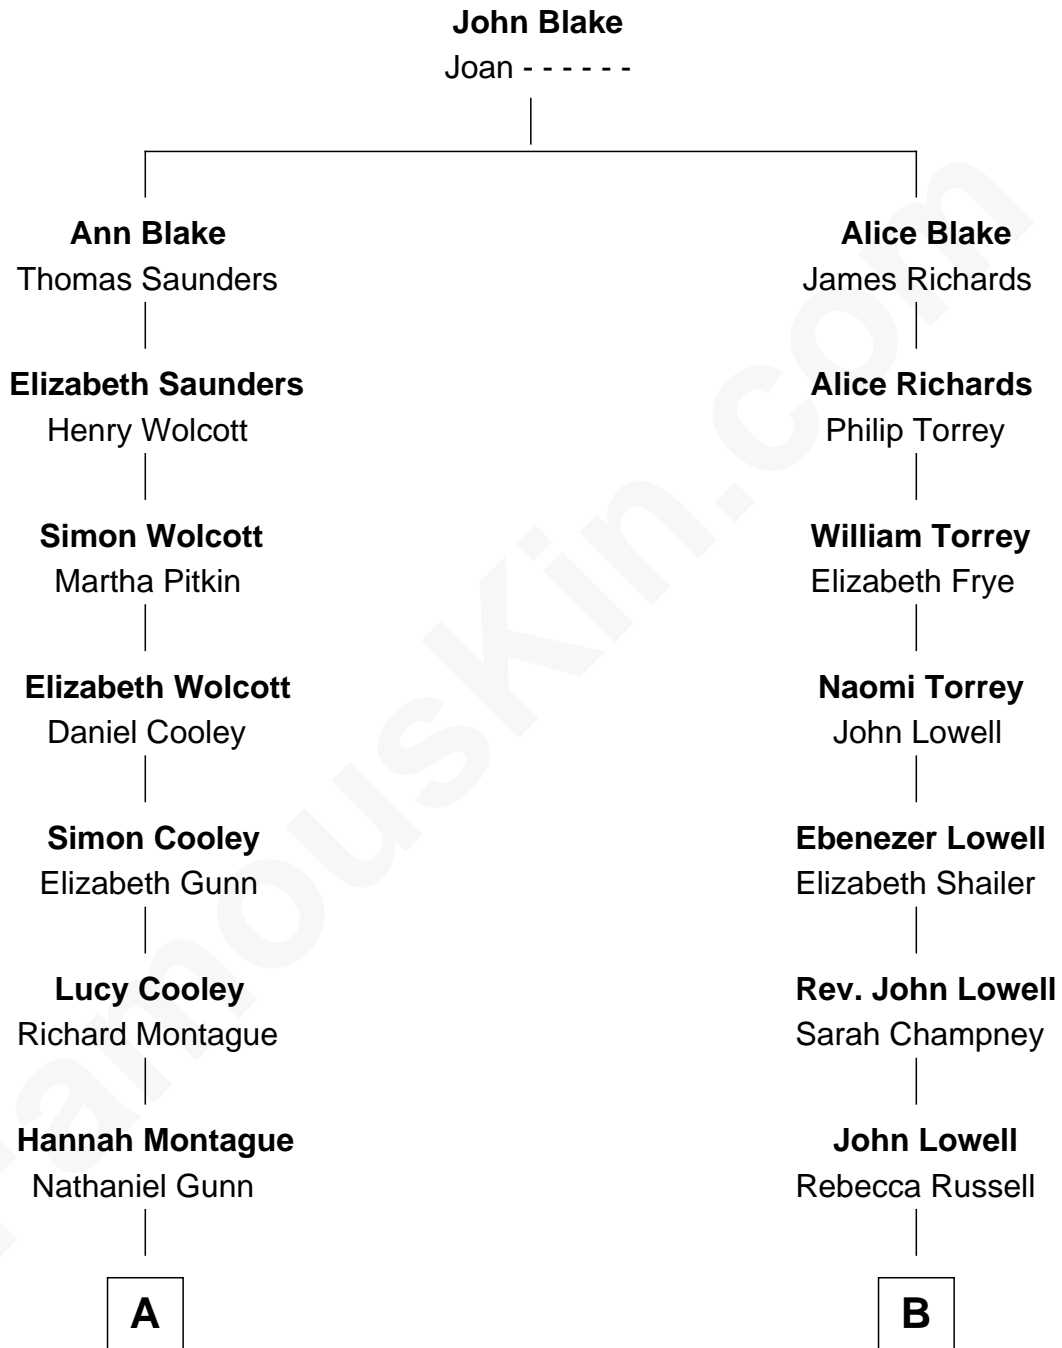 John Blake
Joan - - - - - -
Ann Blake
Thomas Saunders
Alice Blake
James Richards
Elizabeth Saunders
Henry Wolcott
Alice Richards
Philip Torrey
Simon Wolcott
Martha Pitkin
William Torrey
Elizabeth Frye
Elizabeth Wolcott
Daniel Cooley
Naomi Torrey
John Lowell
Simon Cooley
Elizabeth Gunn
Ebenezer Lowell
Elizabeth Shailer
Lucy Cooley
Richard Montague
Rev. John Lowell
Sarah Champney
Hannah Montague
Nathaniel Gunn
John Lowell
Rebecca Russell
A
B
FamousKin.com